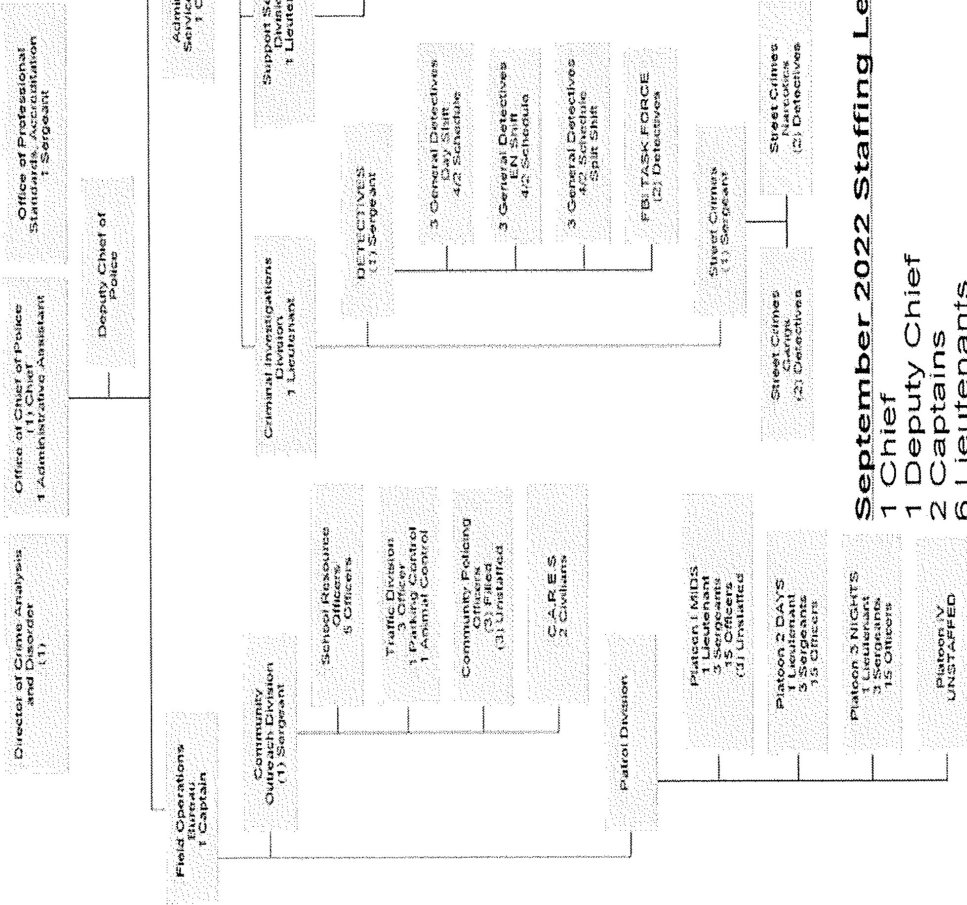 Director of Crime Analysis
and Disorder
(1)
Office of Chief of Police
(1) Chief
1 Administrative Assistant
Office of Professional
Standards, Accreditation
1 Sergeant
Deputy Chief of
Police
Field Operations
Bureau
1 Captain
Community
Outreach Division
(1) Sergeant
School Resource
Officers
5 Officers
Traffic Division
3 Officer
1 Parking Control
1 Animal Control
Community Policing
Officers
(3) Filled
(3) Unstaffed
C.A.R.E.S
2 Civilians
Patrol Division
Platoon I MIDS
1 Lieutenant
3 Sergeants
15 Officers
(3) Unstaffed
Platoon 2 DAYS
1 Lieutenant
3 Sergeants
15 Officers
Platoon 3 NIGHTS
1 Lieutenant
3 Sergeants
15 Officers
Platoon IV
UNSTAFFED
Criminal Investigations
Division
1 Lieutenant
Support
Division
1
DETECTIVES
(1) Sergeant
3 General Detectives
Day Shift
4/2 Schedule
3 General Detectives
EN Shift
4/2 Schedule
3 General Detectives
4/2 Schedule
Split Shift
FBI TASK FORCE
(2) Detectives
Street Crimes
(1) Sergeant
Street Crimes
Gangs
(2) Detectives
Street Crimes
Narcotics
(2) Detectives
September 2022 Staffing Le
1 Chief
1 Deputy Chief
2 Captains
6 Lieutenants